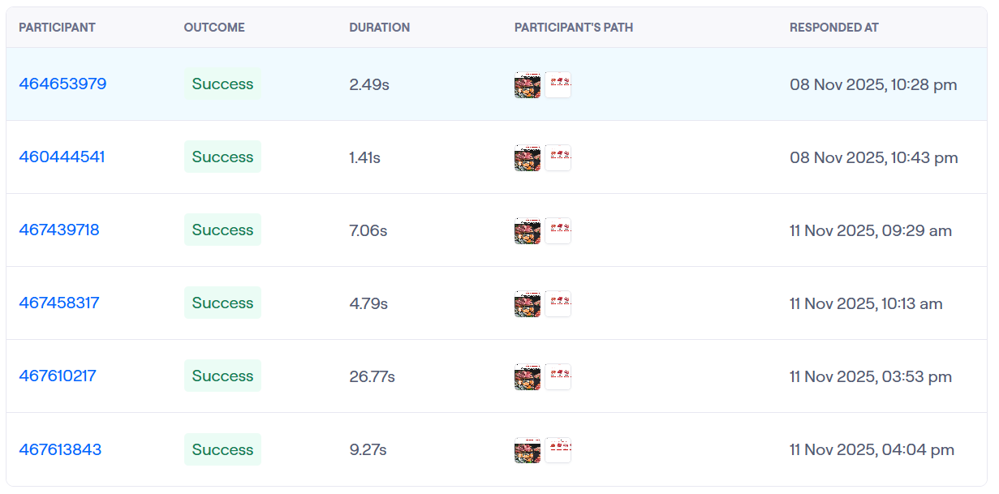 PARTICIPANT OUTCOME DURATION PARTICIPANT'S PATH RESPONDED AT
464653979 Success 2.49s 08 Nov 2025, 10:28 pm
460444541 Success 1.41s 08 Nov 2025, 10:43 pm
467439718 Success 7.06s 11 Nov 2025, 09:29 am
467458317 Success 4.79s 11 Nov 2025, 10:13 am
467610217 Success 26.77s 11 Nov 2025, 03:53 pm
467613843 Success 9.27s 11 Nov 2025, 04:04 pm